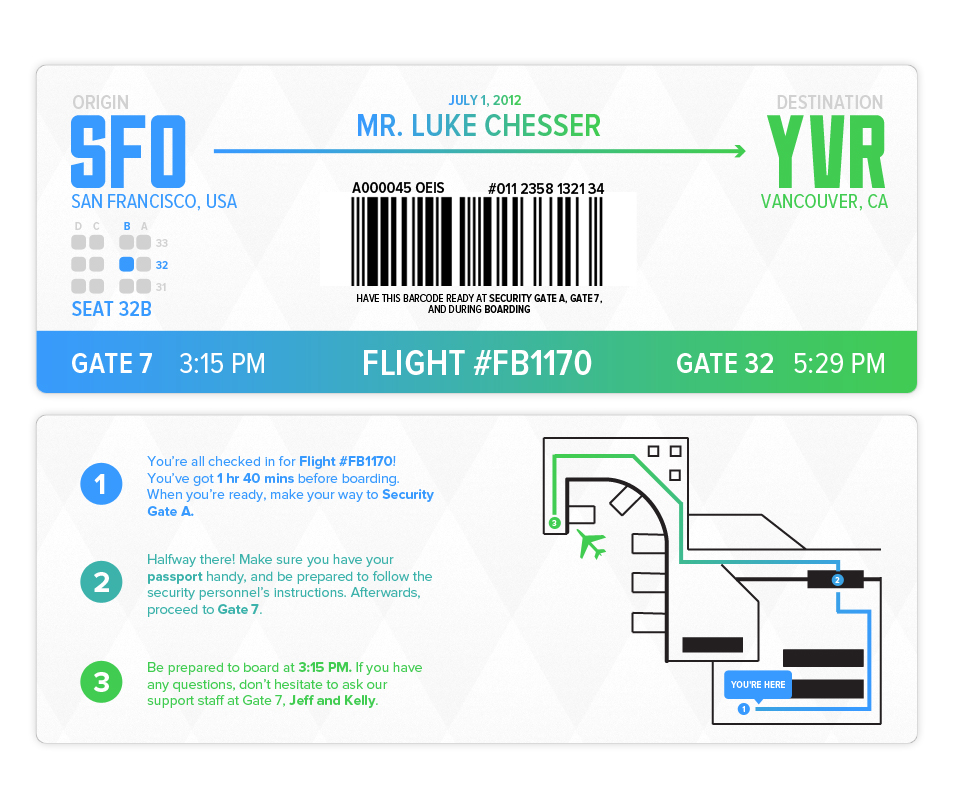 ORIGIN
JULY 1, 2012
DESTINATION
SFO
MR. LUKE CHESSER
YVR
SAN FRANCISCO, USA
VANCOUVER, CA
A000045 OEIS #011 2358 1321 34
D C B A
33
32
31
SEAT 32B
HAVE THIS BARCODE READY AT SECURITY GATE A, GATE 7,
AND DURING BOARDING
GATE 7 3:15 PM FLIGHT #FB1170 GATE 32 5:29 PM
1
You're all checked in for Flight #FB1170!
You've got 1 hr 40 mins before boarding.
When you're ready, make your way to Security
Gate A.
2
Halfway there! Make sure you have your
passport handy, and be prepared to follow the
security personnel's instructions. Afterwards,
proceed to Gate 7.
3
Be prepared to board at 3:15 PM. If you have
any questions, don't hesitate to ask our
support staff at Gate 7, Jeff and Kelly.
3
2
YOU'RE HERE
1